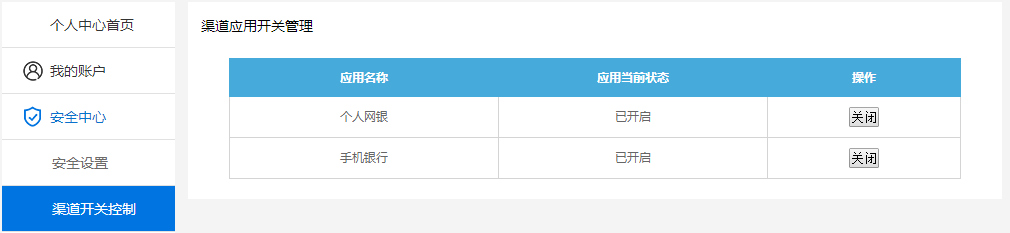 个人中心首页
我的账户
安全中心
安全设置
渠道开关控制
渠道应用开关管理
应用名称 应用当前状态 操作
个人网银 已开启 关闭
手机银行 已开启 关闭